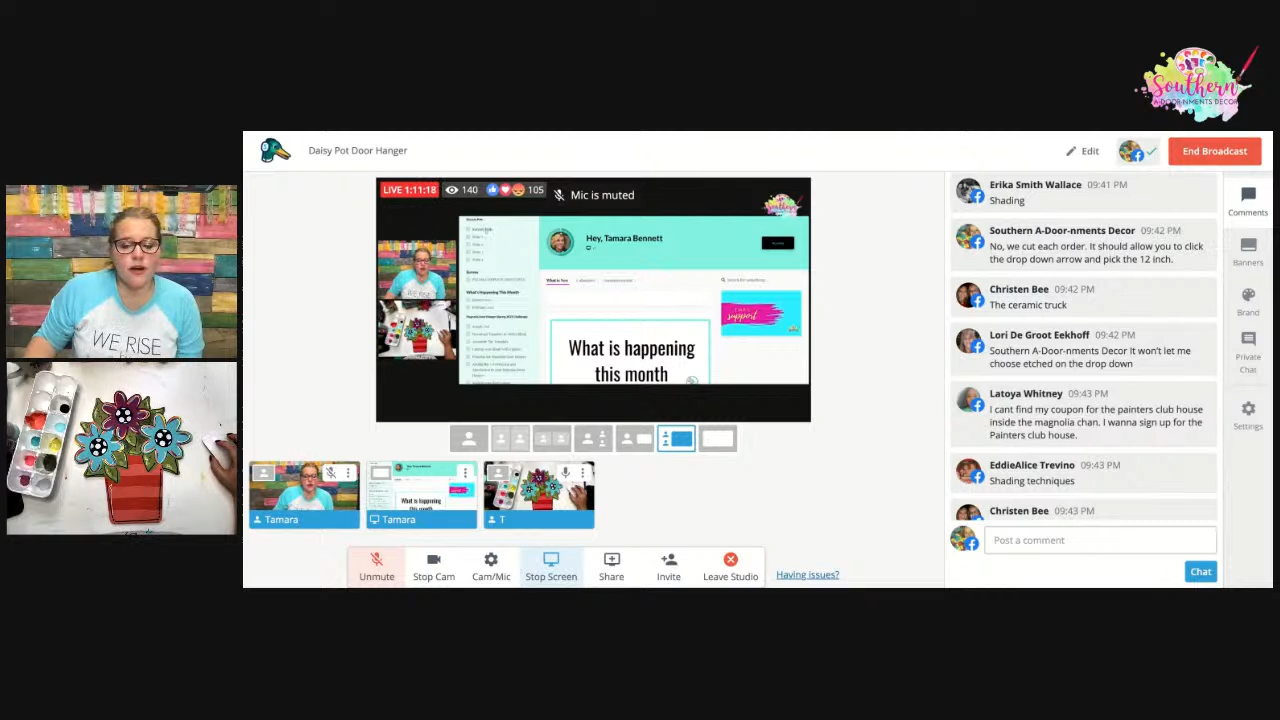 Southern
A-DOOR-NMENTS DECOR
Daisy Pot Door Hanger
Edit
End Broadcast
LIVE 1:11:18
140
105
Mic is muted
Hey, Tamara Bennett
What is happening
this month
support
WE RISE
Tamara
Tamara
T
Unmute
Stop Cam
Cam/Mic
Stop Screen
Share
Invite
Leave Studio
Having issues?
Erika Smith Wallace 09:41 PM
Shading
Southern A-Door-nments Decor 09:42 PM
No, we cut each order. It should allow you to click
the drop down arrow and pick the 12 inch.
Christen Bee 09:42 PM
The ceramic truck
Lori De Groot Eekhoff 09:42 PM
Southern A-Door-nments Decor It won't let me
choose etched on the drop down
Latoya Whitney 09:43 PM
I cant find my coupon for the painters club house
inside the magnolia chan. I wanna sign up for the
Painters club house.
EddieAlice Trevino 09:43 PM
Shading techniques
Christen Bee 09:43 PM
Post a comment
Chat
Comments
Banners
Brand
Private
Chat
Settings